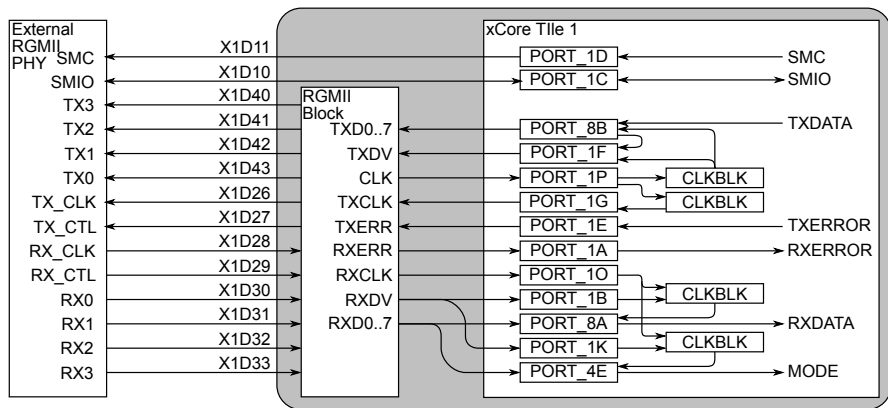 External
RGMII
PHY
SMC
SMIO
TX3
TX2
TX1
TX0
TX_CLK
TX_CTL
RX_CLK
RX_CTL
RX0
RX1
RX2
RX3
X1D11
X1D10
X1D40
X1D41
X1D42
X1D43
X1D26
X1D27
X1D28
X1D29
X1D30
X1D31
X1D32
X1D33
RGMII
Block
TXD0..7
TXDV
CLK
TXCLK
TXERR
RXERR
RXCLK
RXDV
RXD0..7
xCore TIle 1
PORT_1D
PORT_1C
PORT_8B
PORT_1F
PORT_1P
PORT_1G
PORT_1E
PORT_1A
PORT_1O
PORT_1B
PORT_8A
PORT_1K
PORT_4E
CLKBLK
CLKBLK
CLKBLK
CLKBLK
SMC
SMIO
TXDATA
TXERROR
RXERROR
RXDATA
MODE